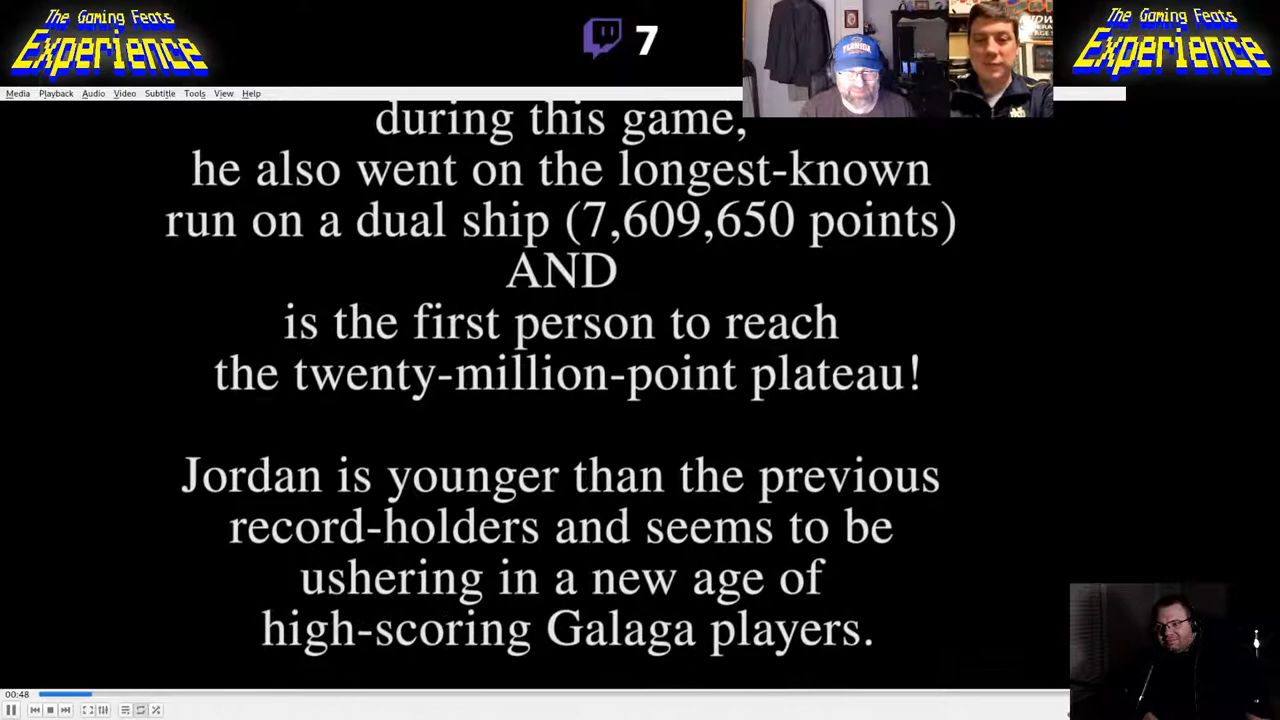 The Gaming Feats
Experience
7
The Gaming Feats
Experience
Media Playback Audio Video Subtitle Tools View Help
FLORIDA
during this game,
he also went on the longest-known
run on a dual ship (7,609,650 points)
AND
is the first person to reach
the twenty-million-point plateau!
Jordan is younger than the previous
record-holders and seems to be
ushering in a new age of
high-scoring Galaga players.
00:48